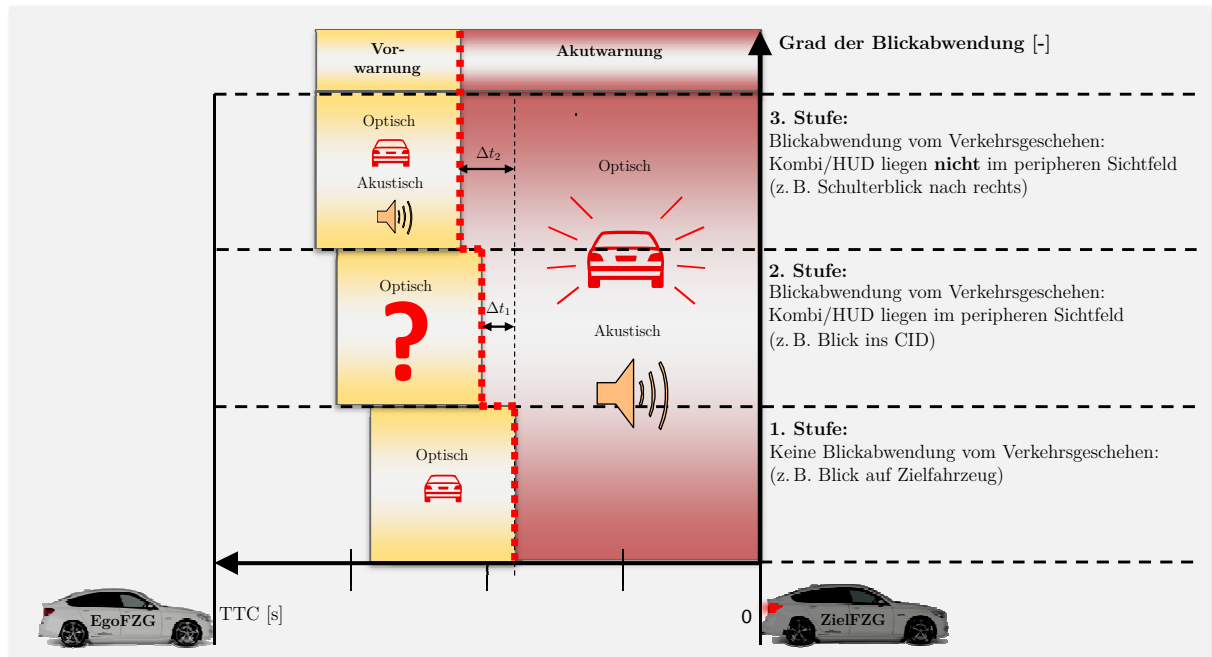 Vor-
warnung
Akutwarnung
Grad der Blickabwendung [-]
Optisch
Akustisch
Δt₂
Optisch
3. Stufe:
Blickabwendung vom Verkehrsgeschehen:
Kombi/HUD liegen nicht im peripheren Sichtfeld
(z. B. Schulterblick nach rechts)
Optisch
?
Δt₁
Akustisch
2. Stufe:
Blickabwendung vom Verkehrsgeschehen:
Kombi/HUD liegen im peripheren Sichtfeld
(z. B. Blick ins CID)
Optisch
1. Stufe:
Keine Blickabwendung vom Verkehrsgeschehen:
(z. B. Blick auf Zielfahrzeug)
EgoFZG
TTC [s]
0
ZielFZG